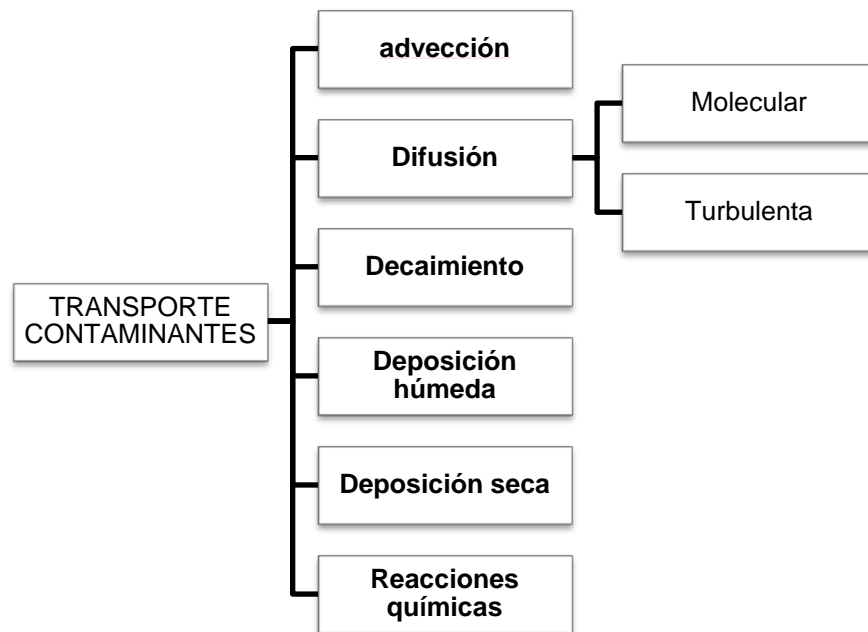 advección
Molecular
Difusión
Turbulenta
Decaimiento
TRANSPORTE
CONTAMINANTES
Deposición
húmeda
Deposición seca
Reacciones
químicas